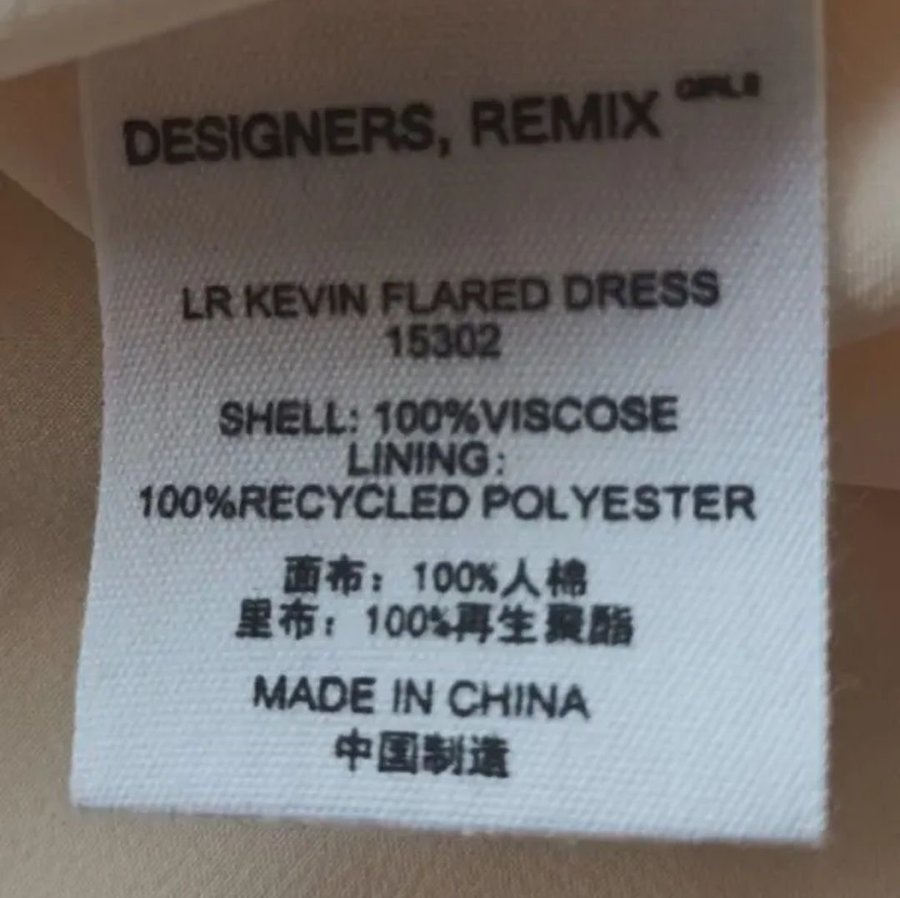 DESIGNERS, REMIX GIRLS
LR KEVIN FLARED DRESS
15302
SHELL: 100%VISCOSE
LINING:
100%RECYCLED POLYESTER
面布: 100%人棉
里布: 100%再生聚酯
MADE IN CHINA
中国制造